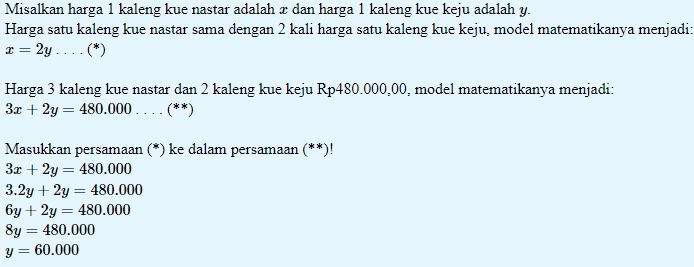 Misalkan harga 1 kaleng kue nastar adalah x dan harga 1 kaleng kue keju adalah y.
Harga satu kaleng kue nastar sama dengan 2 kali harga satu kaleng kue keju, model matematikanya menjadi:
x = 2y . . . . (*)
Harga 3 kaleng kue nastar dan 2 kaleng kue keju Rp480.000,00, model matematikanya menjadi:
3x + 2y = 480.000 . . . . (**)
Masukkan persamaan (*) ke dalam persamaan (**)!
3x + 2y = 480.000
3.2y + 2y = 480.000
6y + 2y = 480.000
8y = 480.000
y = 60.000